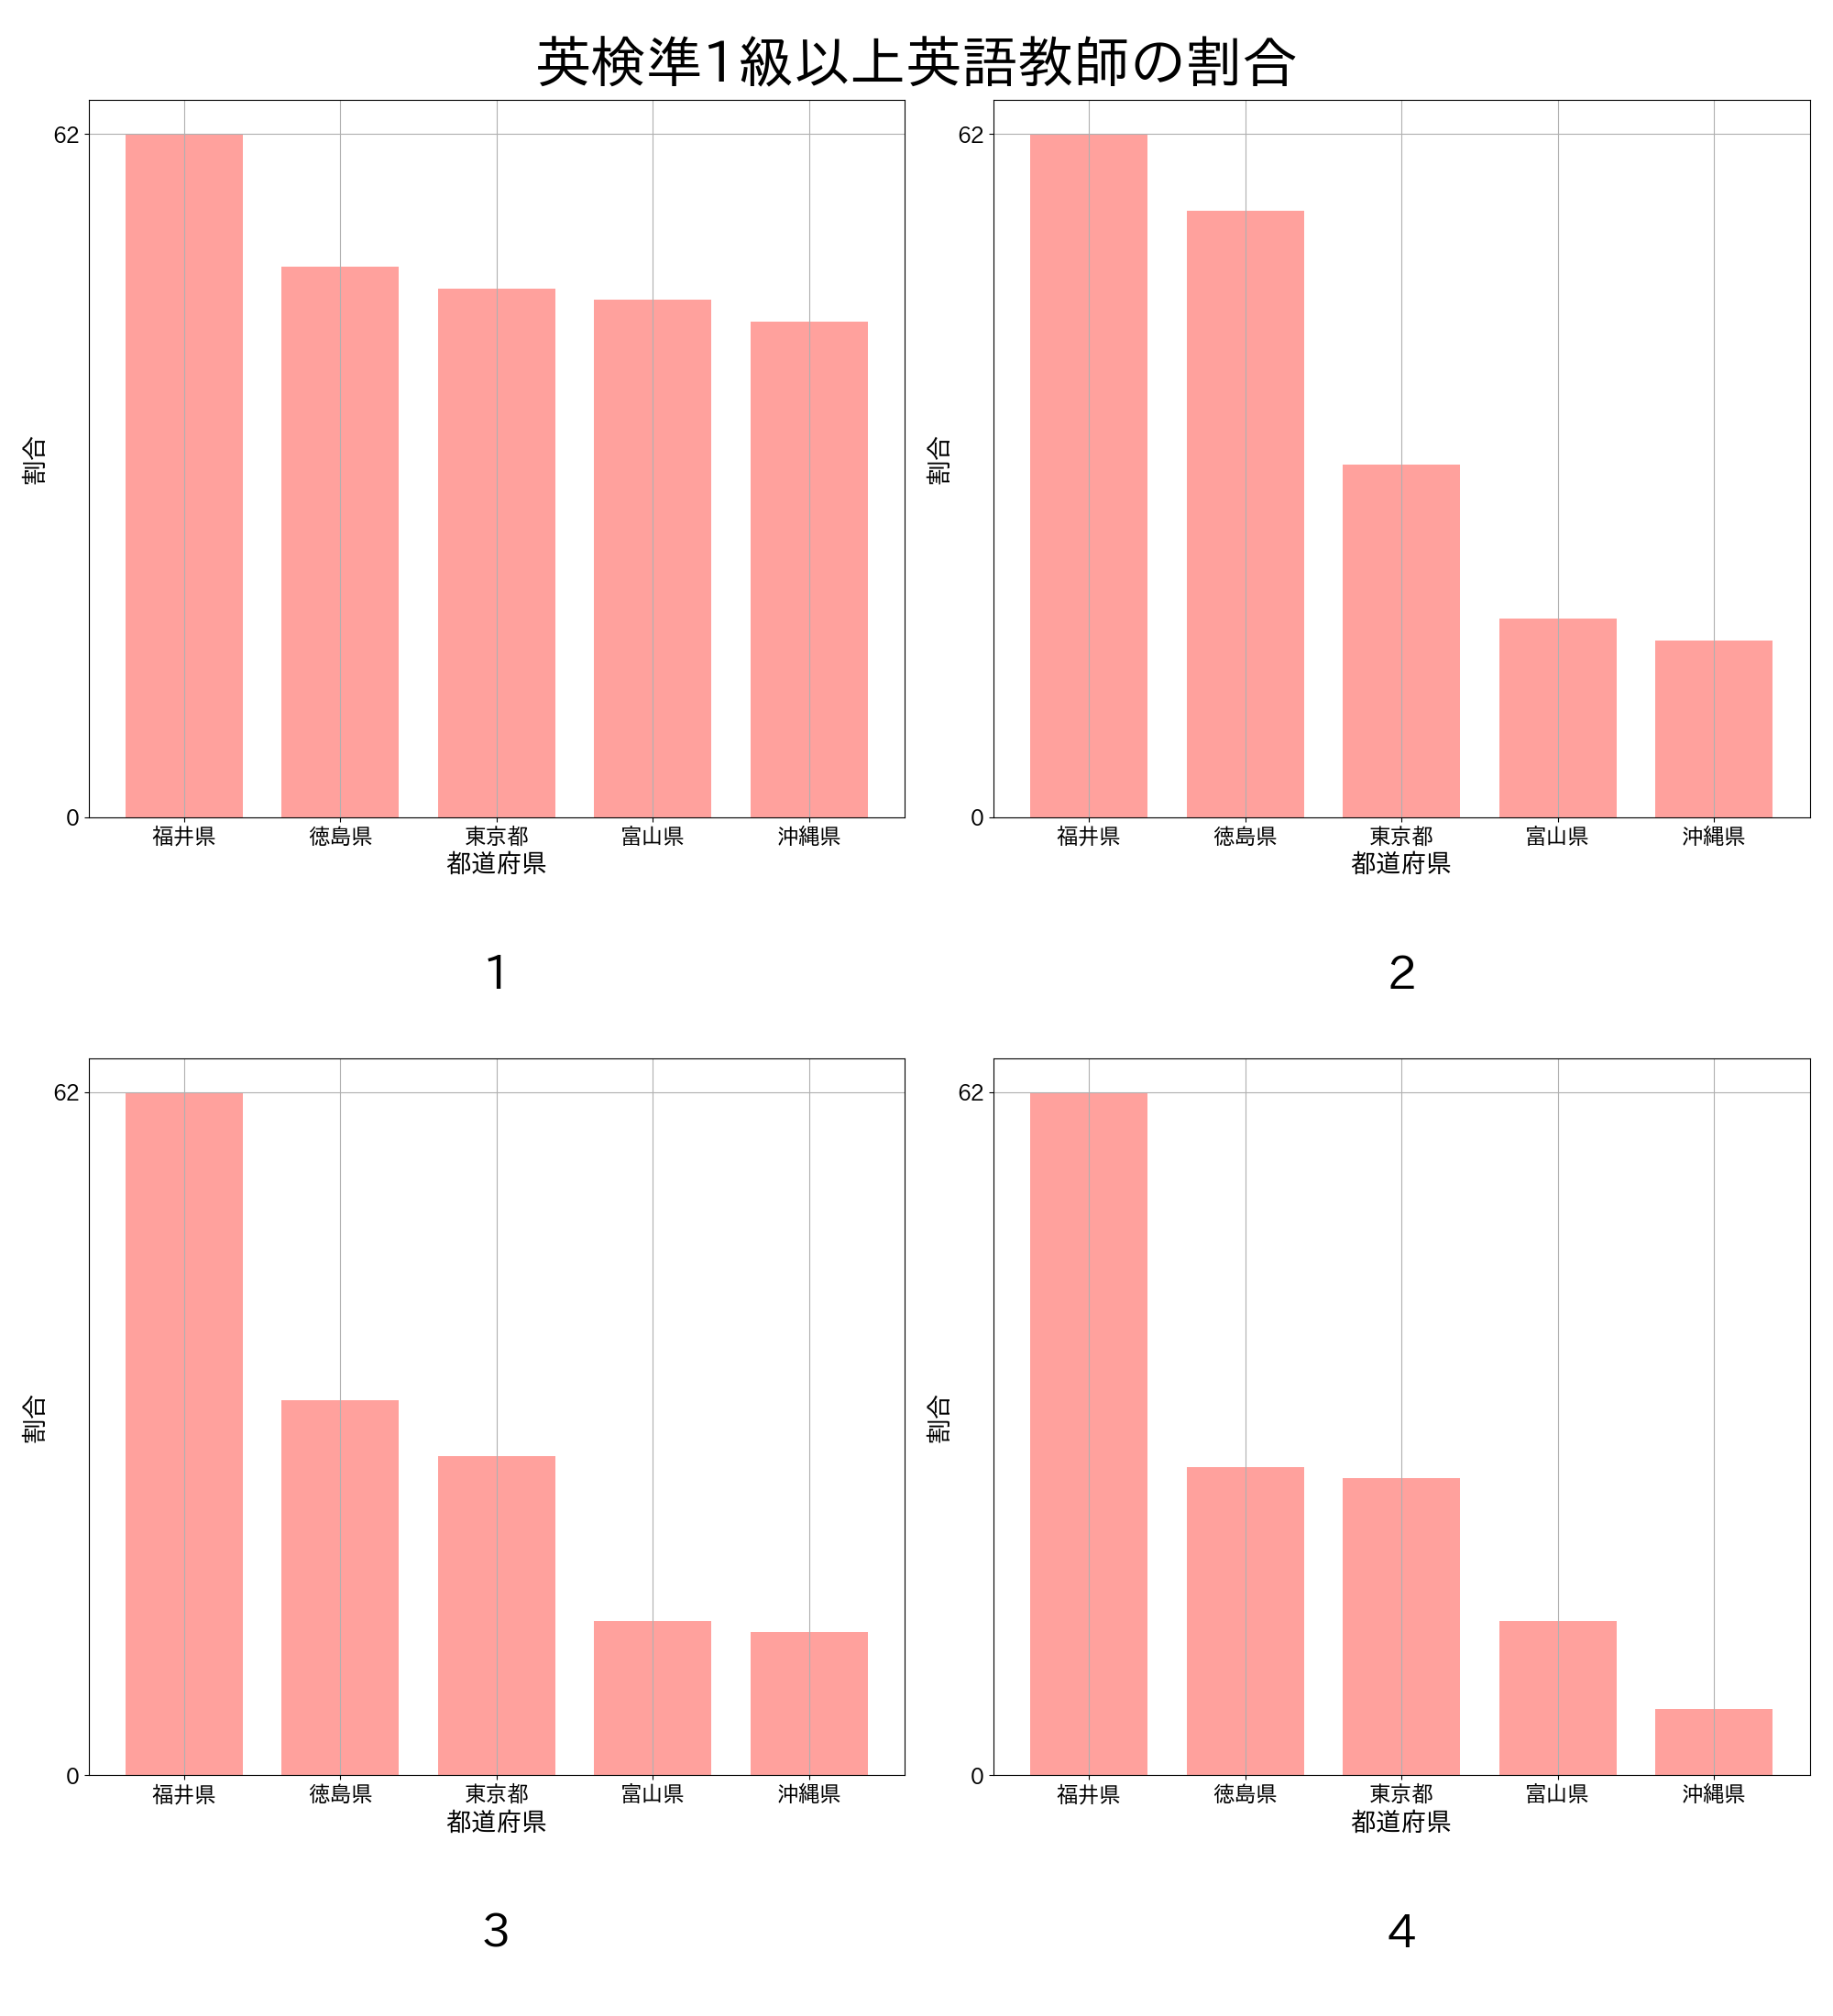 英検準1級以上英語教師の割合
62
0
割合
福井県 徳島県 東京都 富山県 沖縄県
都道府県
1
62
0
割合
福井県 徳島県 東京都 富山県 沖縄県
都道府県
2
62
0
割合
福井県 徳島県 東京都 富山県 沖縄県
都道府県
3
62
0
割合
福井県 徳島県 東京都 富山県 沖縄県
都道府県
4